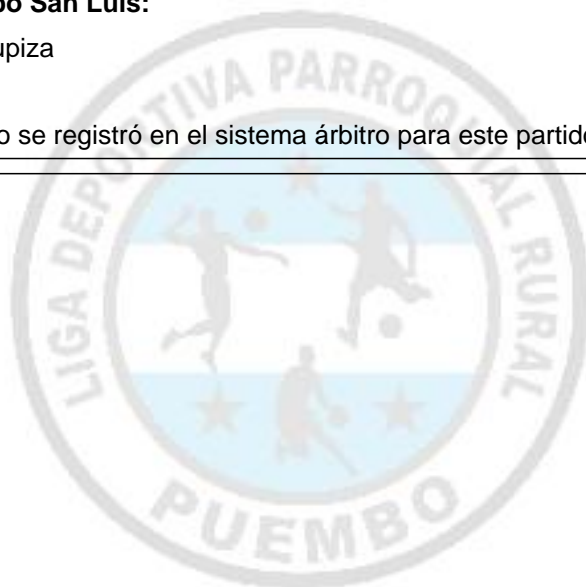 po San Luis:
upiza
o se registró en el sistema árbitro para este partid
LIGA DEPORTIVA PARROQUIAL RURAL
PUEMBO